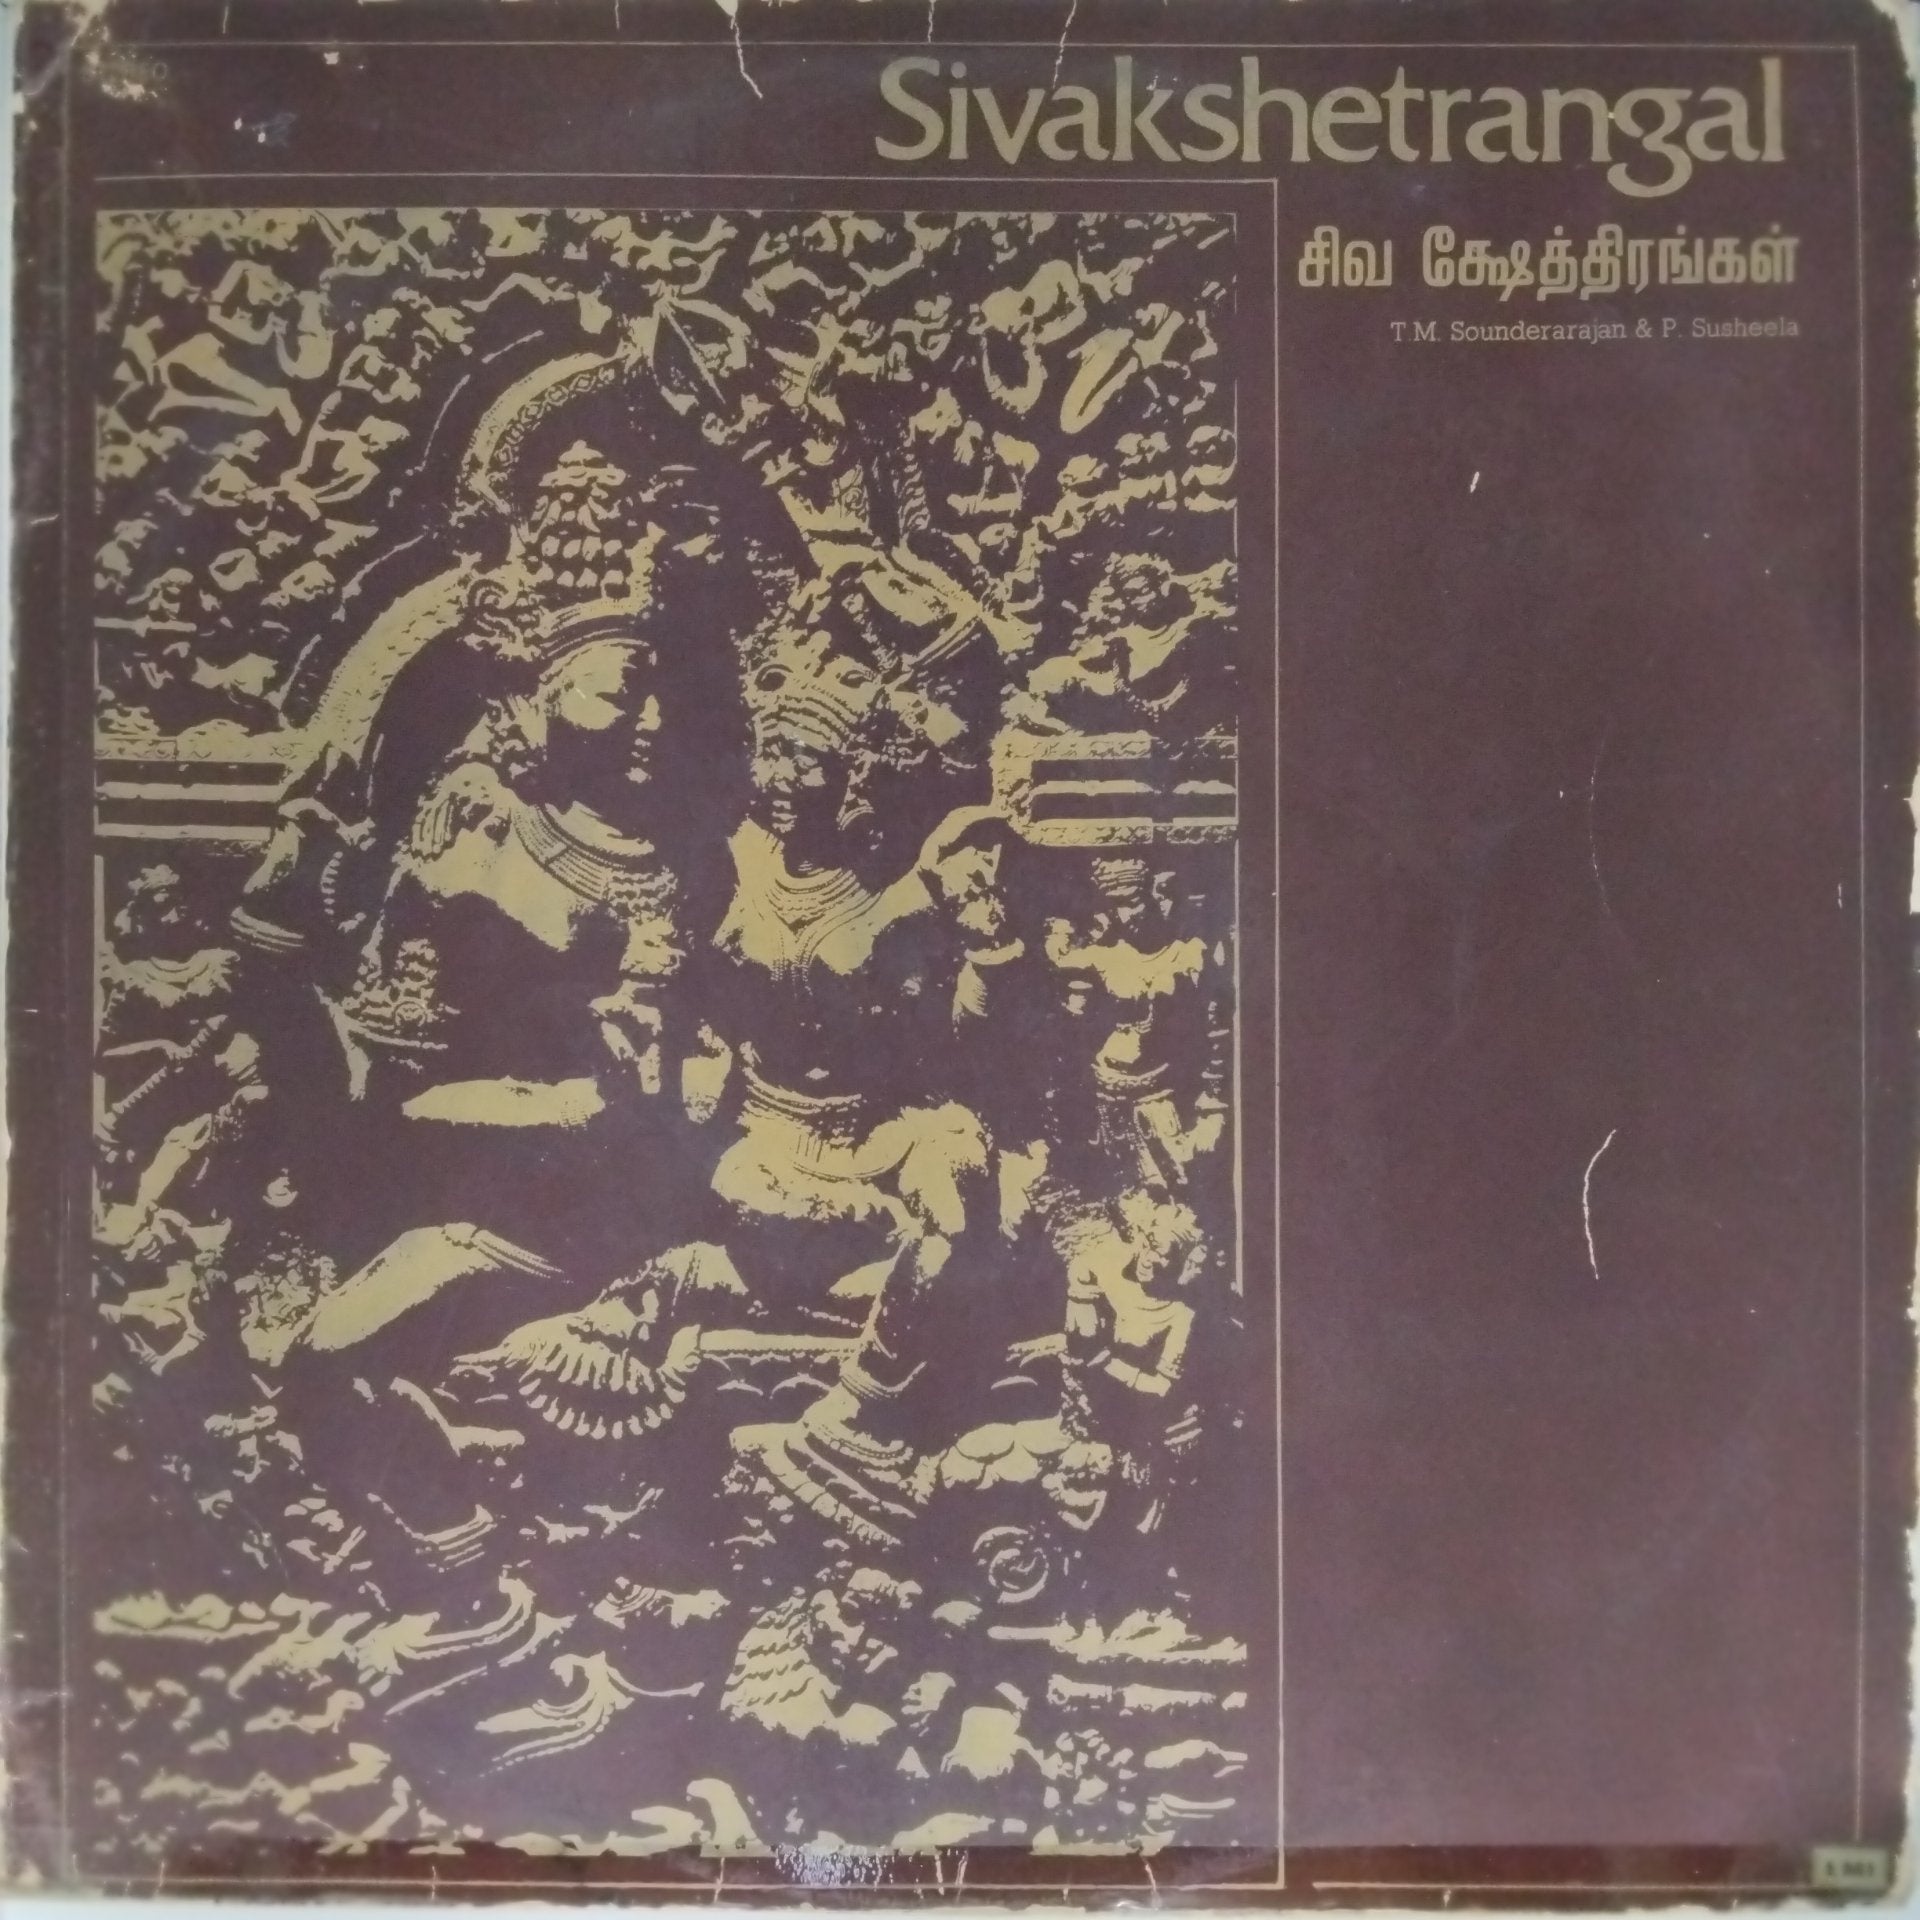 Sivakshetrangal
சிவ க்ஷேத்திரங்கள்
T.M. Sounderarajan & P. Susheela